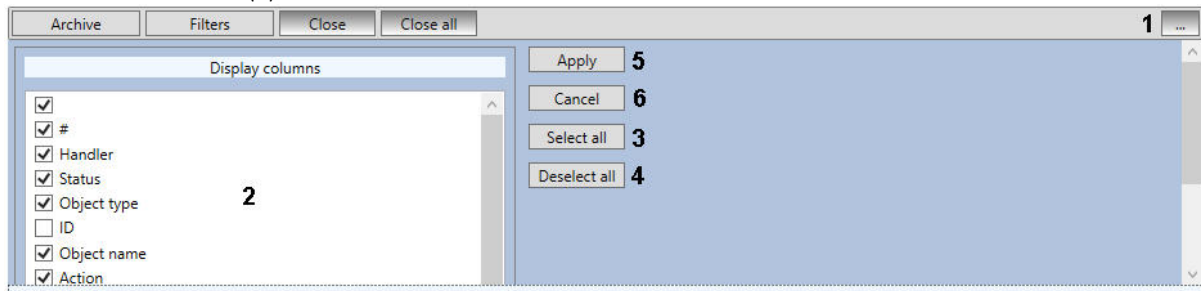 Archive Filters Close Close all 1 ...
Display columns
Apply 5
Cancel 6
#
Select all 3
Handler
Status
Deselect all 4
Object type
2
ID
Object name
Action